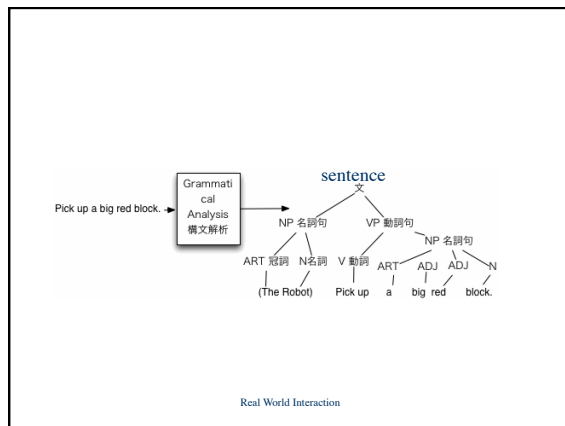 Pick up a big red block.
Grammati
cal
Analysis
構文解析
sentence
文
NP 名詞句 VP 動詞句
NP 名詞句
ART 冠詞 N名詞 V 動詞 ART ADJ ADJ N
(The Robot) Pick up a big red block.
Real World Interaction